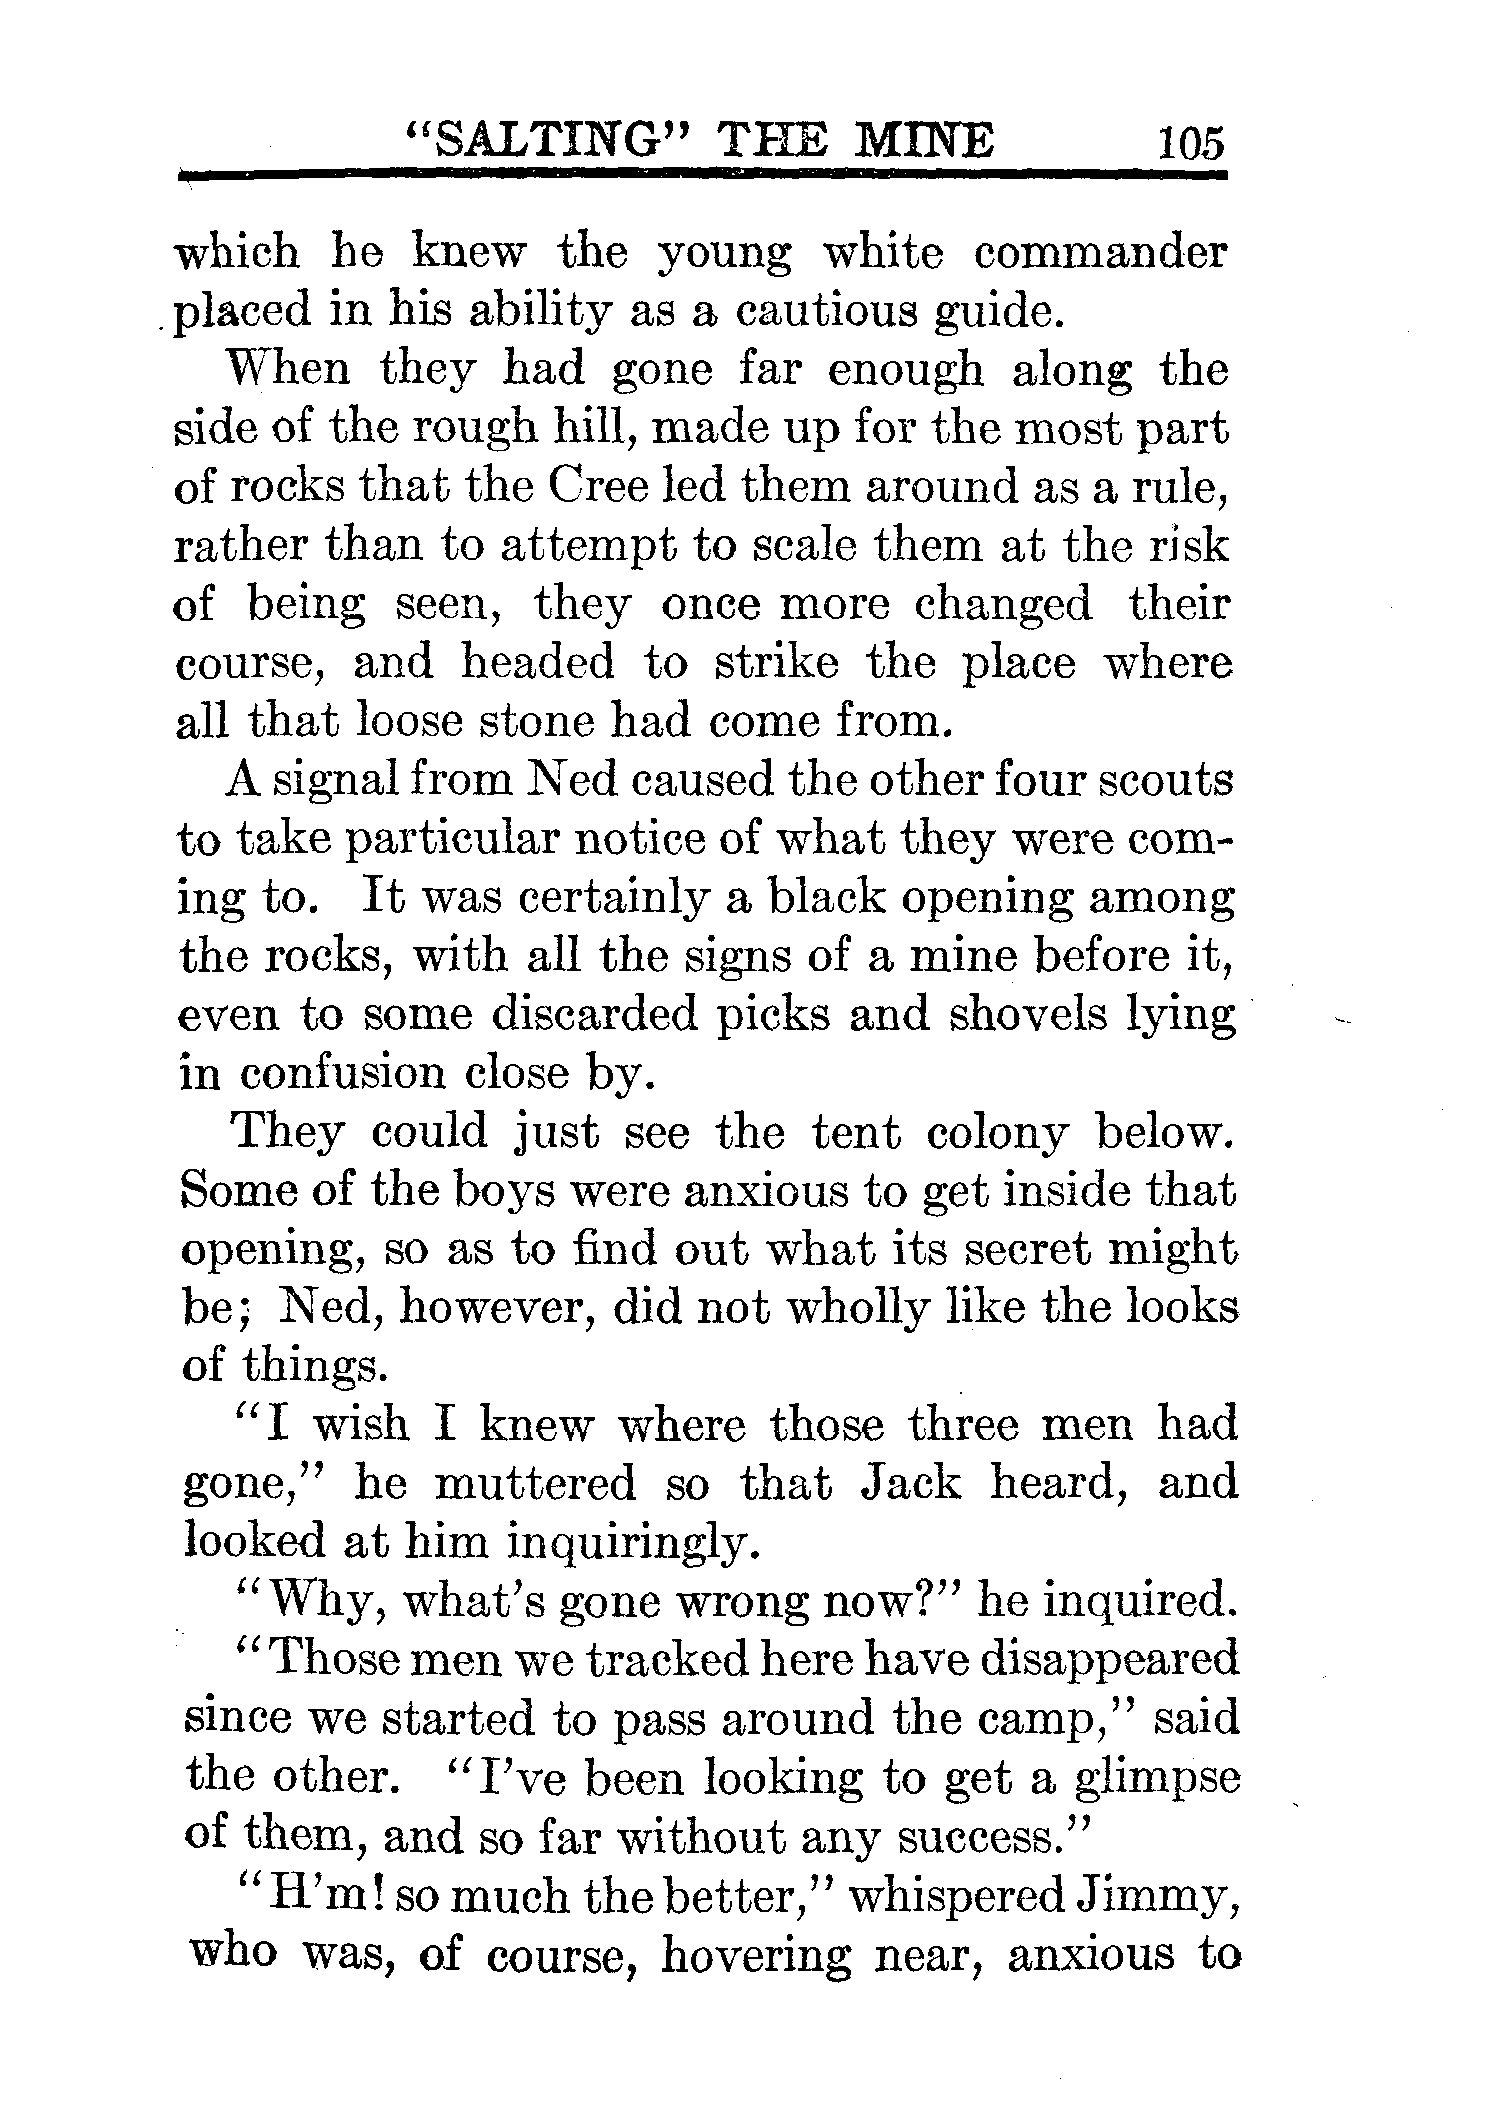 "SALTING" THE MINE 105
which he knew the young white commander
placed in his ability as a cautious guide.
When they had gone far enough along the
side of the rough hill, made up for the most part
of rocks that the Cree led them around as a rule,
rather than to attempt to scale them at the risk
of being seen, they once more changed their
course, and headed to strike the place where
all that loose stone had come from.
A signal from Ned caused the other four scouts
to take particular notice of what they were com-
ing to. It was certainly a black opening among
the rocks, with all the signs of a mine before it,
even to some discarded picks and shovels lying
in confusion close by.
They could just see the tent colony below.
Some of the boys were anxious to get inside that
opening, so as to find out what its secret might
be; Ned, however, did not wholly like the looks
of things.
"I wish I knew where those three men had
gone," he muttered so that Jack heard, and
looked at him inquiringly.
"Why, what's gone wrong now?" he inquired.
"Those men we tracked here have disappeared
since we started to pass around the camp," said
the other. "I've been looking to get a glimpse
of them, and so far without any success."
"H'm! so much the better," whispered Jimmy,
who was, of course, hovering near, anxious to